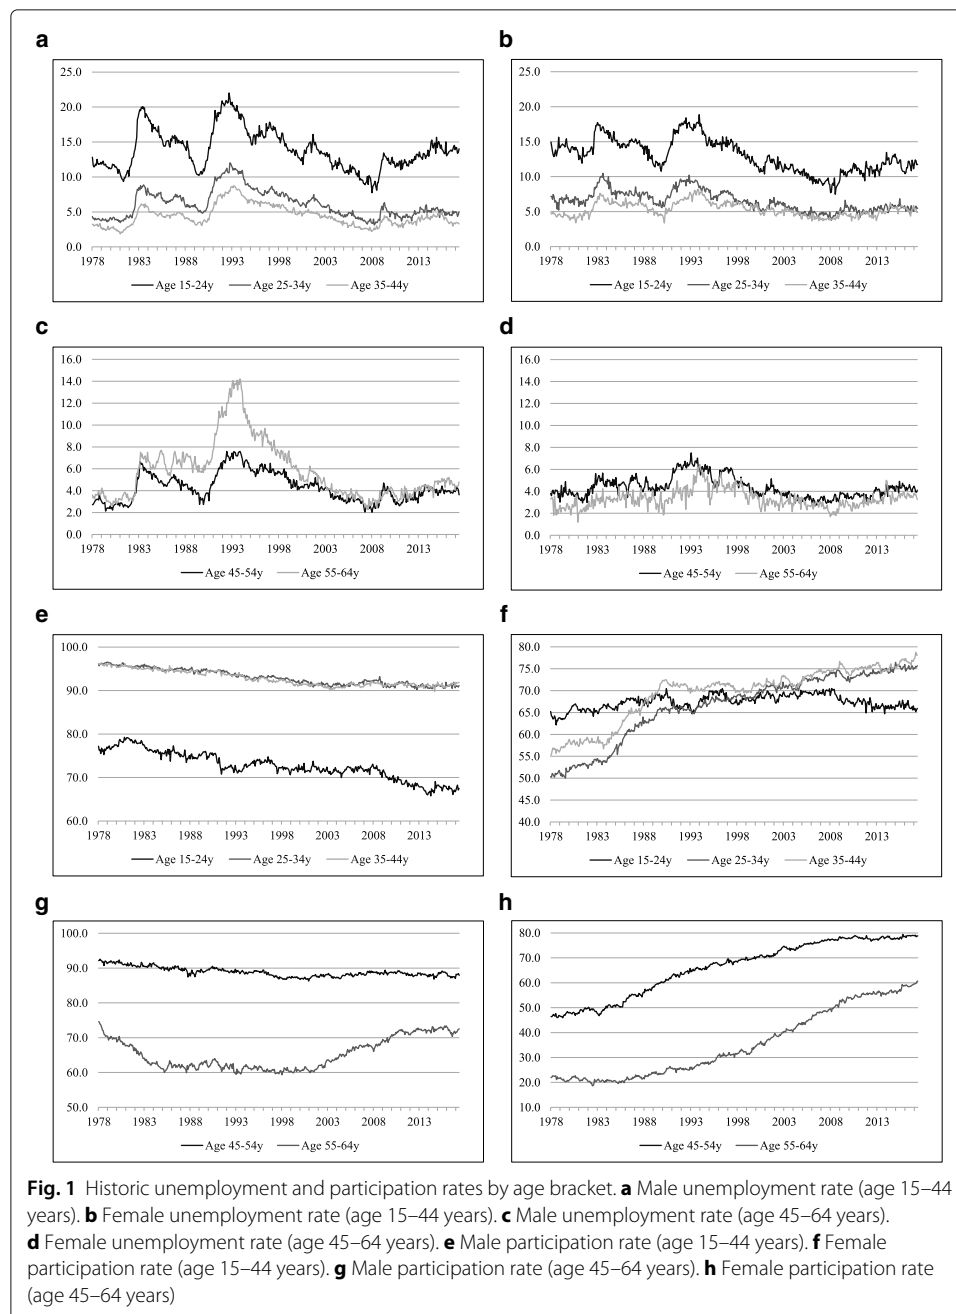 a
b
25.0
20.0
15.0
10.0
5.0
0.0
1978 1983 1988 1993 1998 2003 2008 2013
Age 15-24y Age 25-34y Age 35-44y
25.0
20.0
15.0
10.0
5.0
0.0
1978 1983 1988 1993 1998 2003 2008 2013
Age 15-24y Age 25-34y Age 35-44y
c
d
16.0
14.0
12.0
10.0
8.0
6.0
4.0
2.0
0.0
1978 1983 1988 1993 1998 2003 2008 2013
Age 45-54y Age 55-64y
16.0
14.0
12.0
10.0
8.0
6.0
4.0
2.0
0.0
1978 1983 1988 1993 1998 2003 2008 2013
Age 45-54y Age 55-64y
e
f
100.0
90.0
80.0
70.0
60.0
1978 1983 1988 1993 1998 2003 2008 2013
Age 15-24y Age 25-34y Age 35-44y
80.0
75.0
70.0
65.0
60.0
55.0
50.0
45.0
40.0
1978 1983 1988 1993 1998 2003 2008 2013
Age 15-24y Age 25-34y Age 35-44y
g
h
100.0
90.0
80.0
70.0
60.0
50.0
1978 1983 1988 1993 1998 2003 2008 2013
Age 45-54y Age 55-64y
80.0
70.0
60.0
50.0
40.0
30.0
20.0
10.0
1978 1983 1988 1993 1998 2003 2008 2013
Age 45-54y Age 55-64y
Fig. 1 Historic unemployment and participation rates by age bracket. a Male unemployment rate (age 15–44
years). b Female unemployment rate (age 15–44 years). c Male unemployment rate (age 45–64 years).
d Female unemployment rate (age 45–64 years). e Male participation rate (age 15–44 years). f Female
participation rate (age 15–44 years). g Male participation rate (age 45–64 years). h Female participation rate
(age 45–64 years)